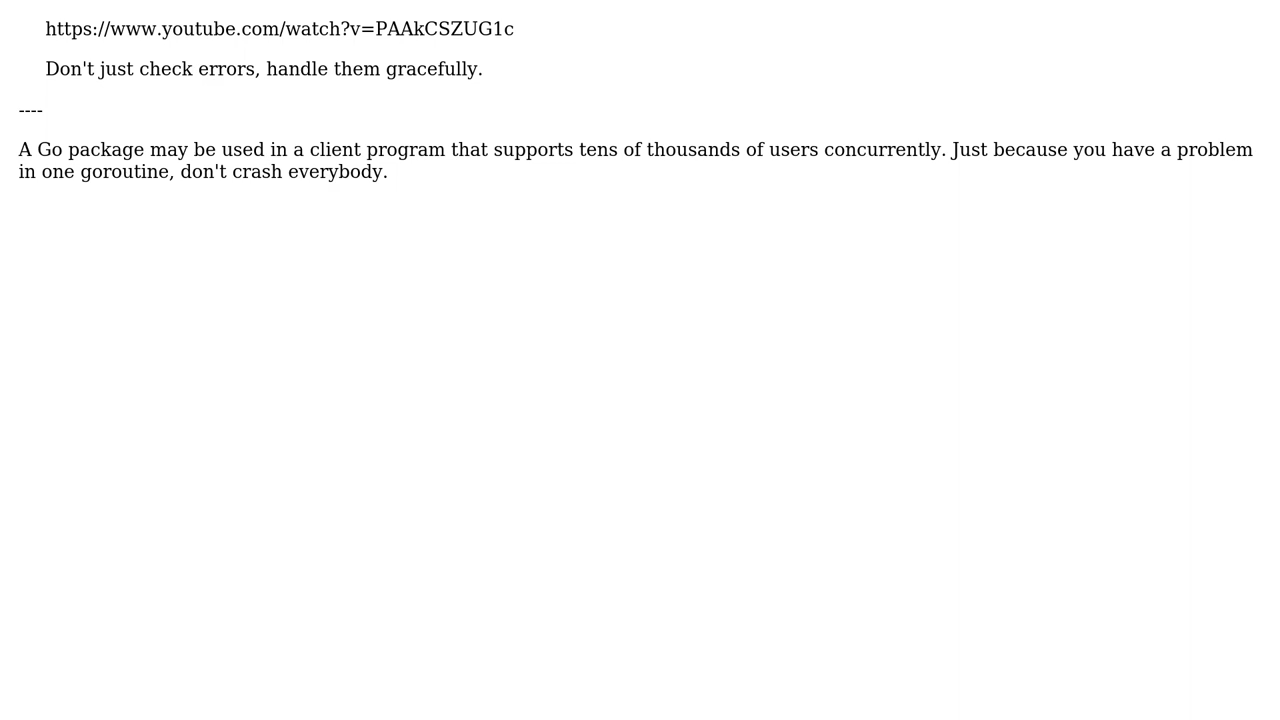 https://www.youtube.com/watch?v=PAAkCSZUG1c
Don't just check errors, handle them gracefully.
----
A Go package may be used in a client program that supports tens of thousands of users concurrently. Just because you have a problem
in one goroutine, don't crash everybody.